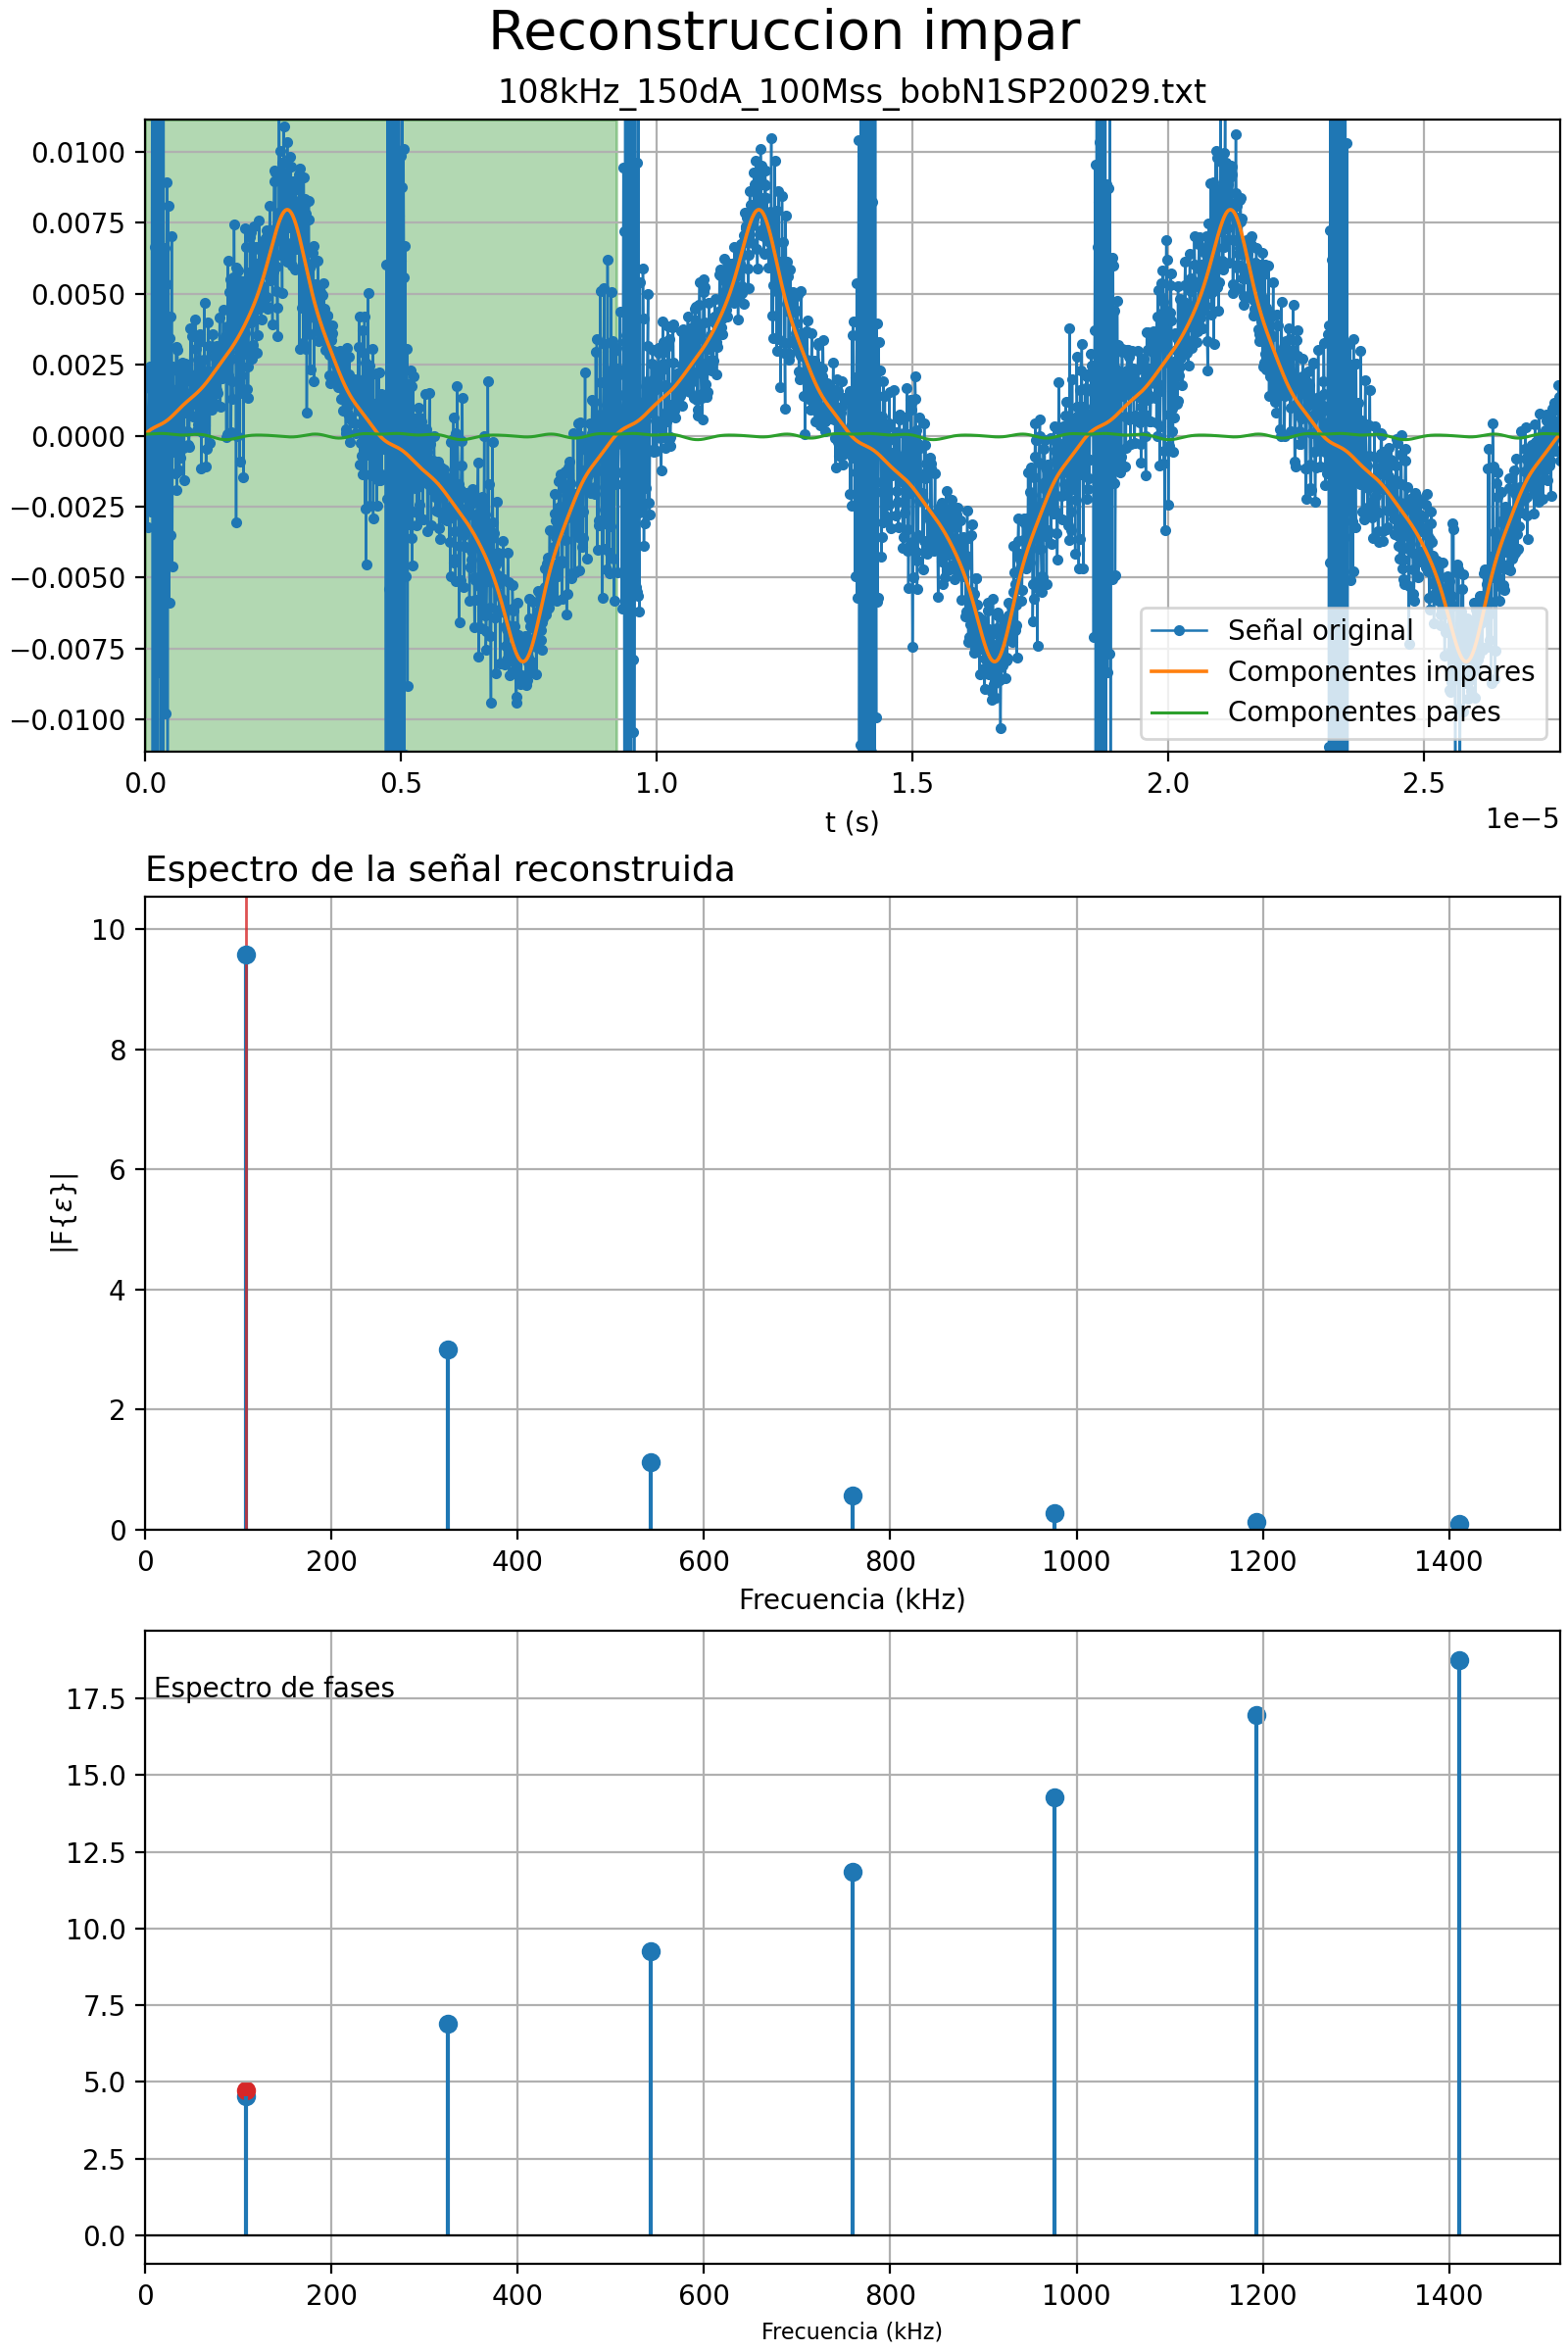 Reconstruccion impar
108kHz_150dA_100Mss_bobN1SP20029.txt
0.0100
0.0075
0.0050
0.0025
0.0000
−0.0025
−0.0050
−0.0075
−0.0100
Señal original
Componentes impares
Componentes pares
0.0 0.5 1.0 1.5 2.0 2.5
t (s)
1e−5
Espectro de la señal reconstruida
10
8
6
4
2
0
|F{ε}|
0 200 400 600 800 1000 1200 1400
Frecuencia (kHz)
Espectro de fases
17.5
15.0
12.5
10.0
7.5
5.0
2.5
0.0
0 200 400 600 800 1000 1200 1400
Frecuencia (kHz)